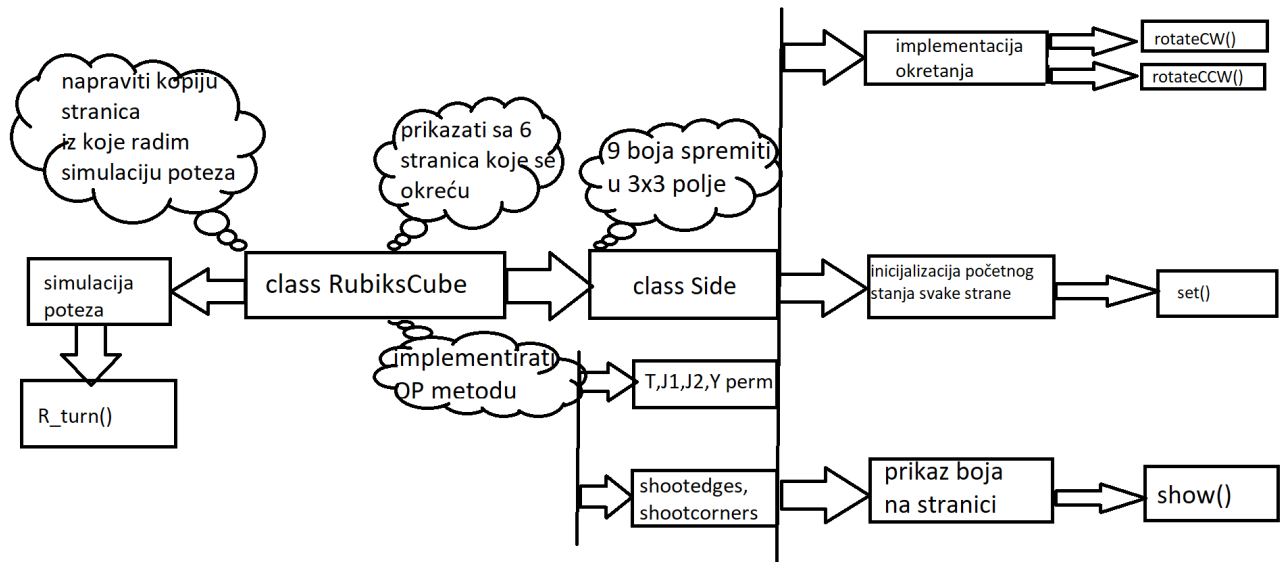 napraviti kopiju
stranica
iz koje radim
simulaciju poteza
prikazati sa 6
stranica koje se
okreću
9 boja spremiti
u 3x3 polje
implementacija
okretanja
rotateCW()
rotateCCW()
simulacija
poteza
class RubiksCube
class Side
inicijalizacija početnog
stanja svake strane
set()
R_turn()
implementirati
OP metodu
T,J1,J2,Y perm
shootedges,
shootcorners
prikaz boja
na stranici
show()